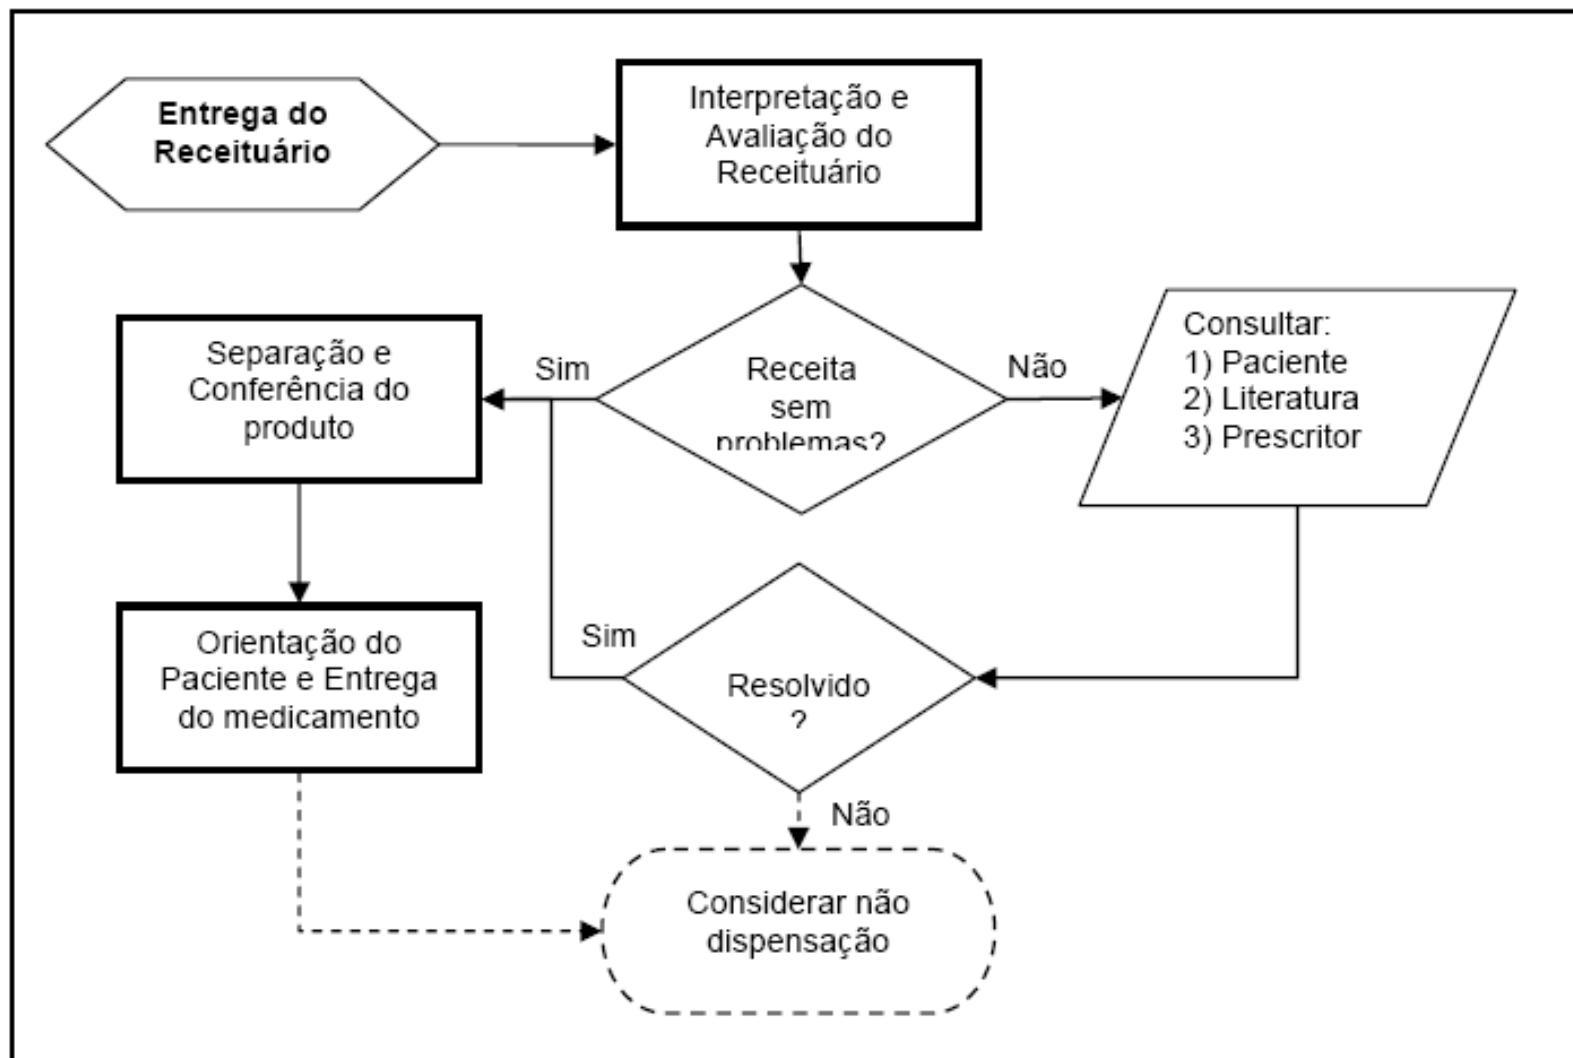 Entrega do
Receituário
Interpretação e
Avaliação do
Receituário
Separação e
Conferência do
produto
Sim
Receita
sem
problemas?
Não
Consultar:
1) Paciente
2) Literatura
3) Prescritor
Orientação do
Paciente e Entrega
do medicamento
Sim
Resolvido
?
Não
Considerar não
dispensação